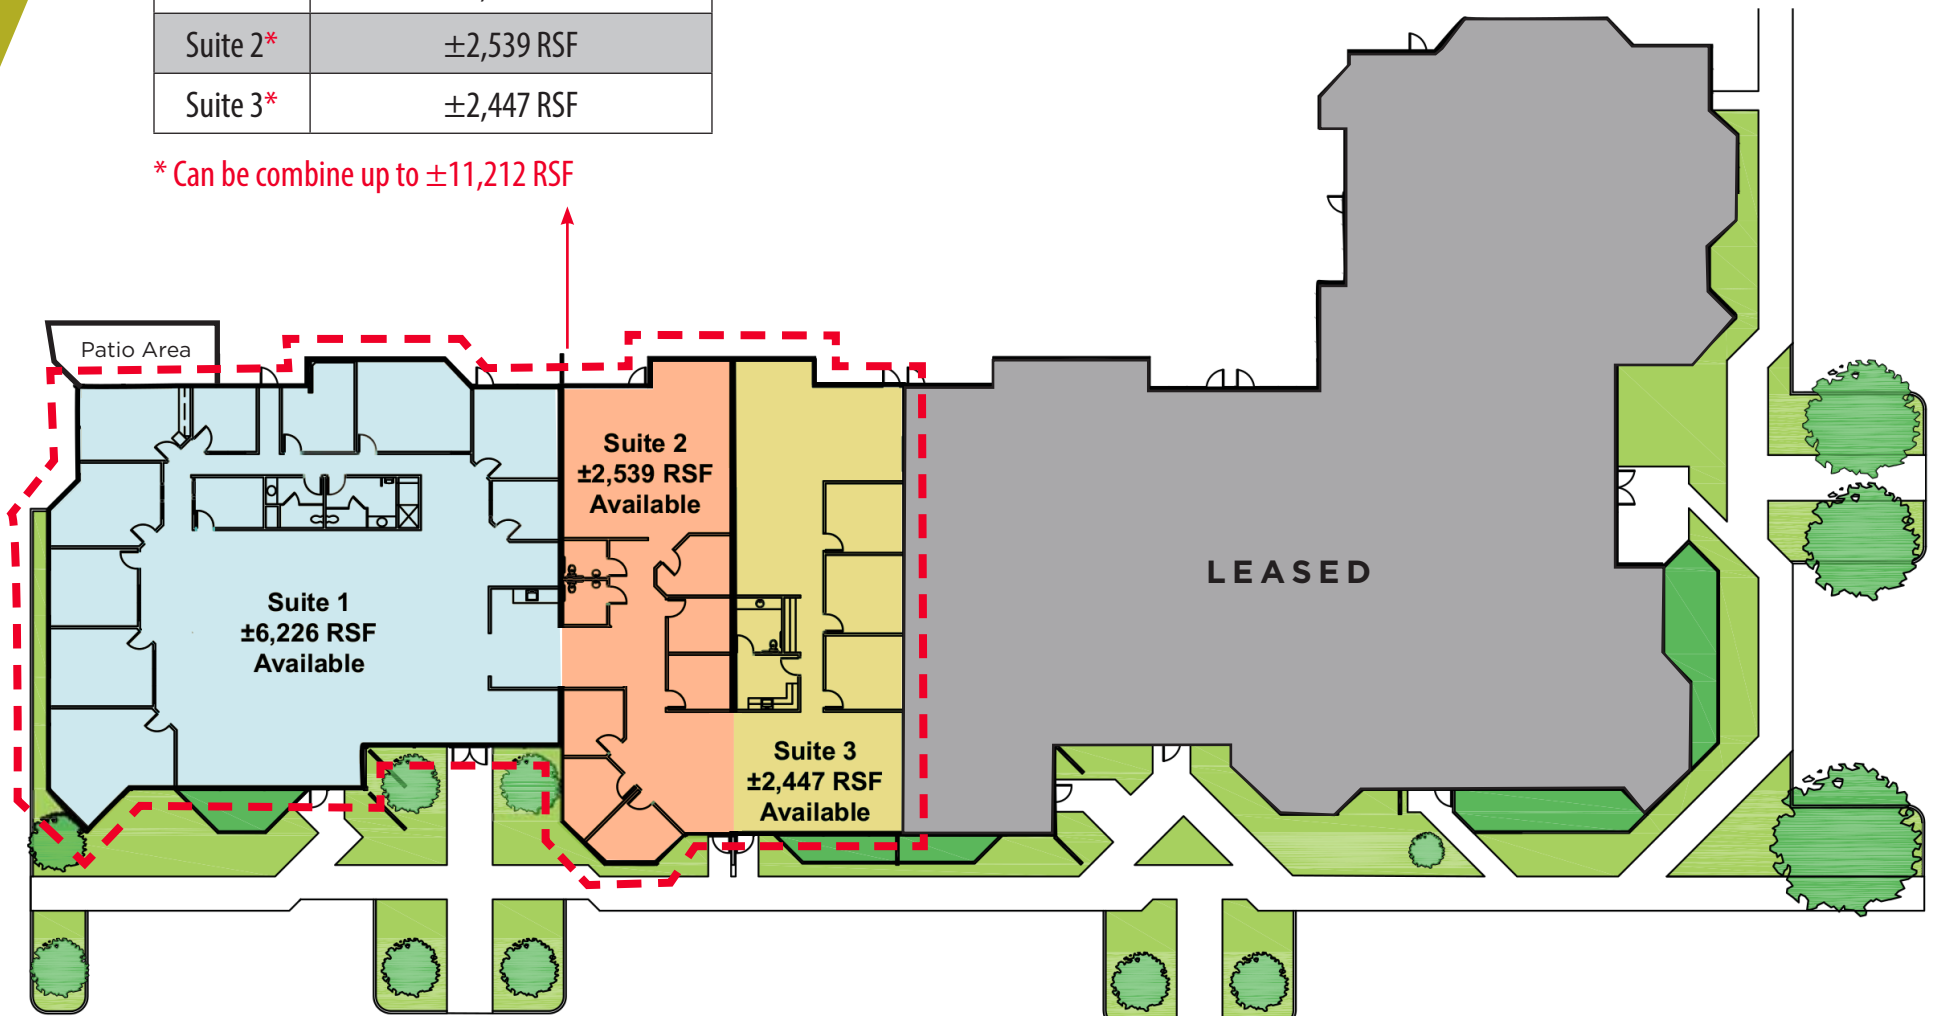 Suite 2* ±2,539 RSF
Suite 3* ±2,447 RSF
* Can be combine up to ±11,212 RSF
Patio Area
Suite 2
±2,539 RSF
Available
LEASED
Suite 1
±6,226 RSF
Available
Suite 3
±2,447 RSF
Available